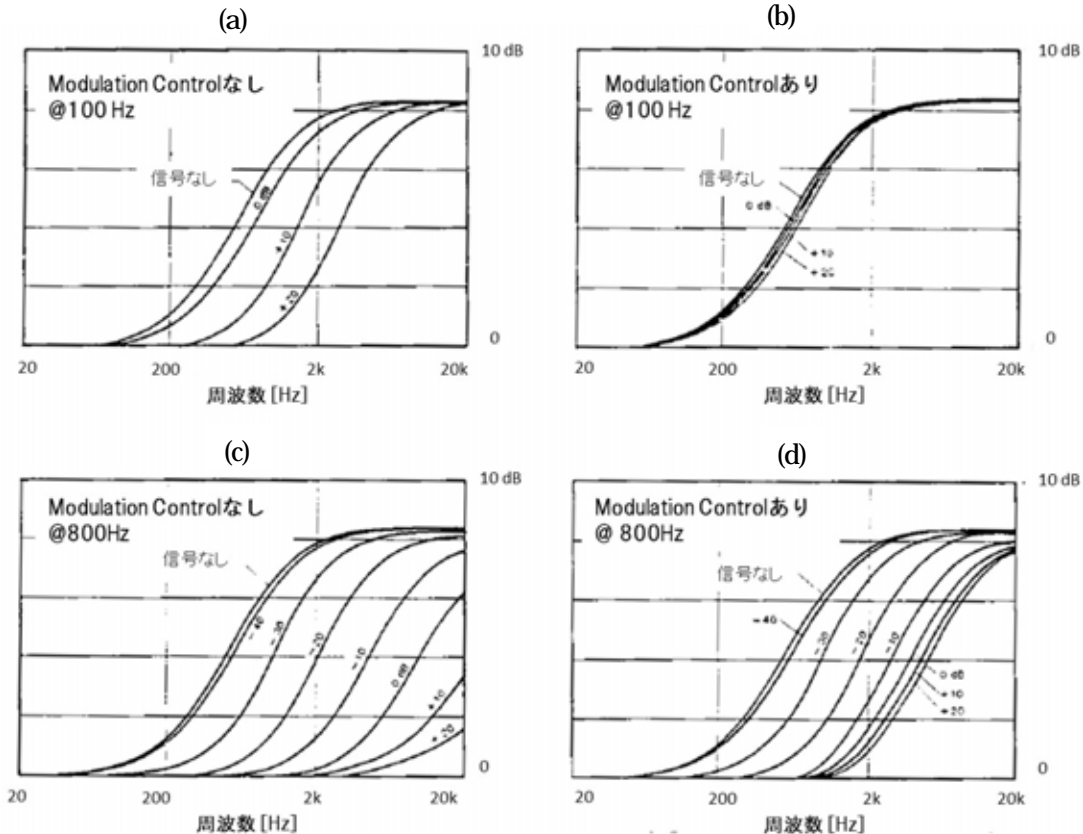 (a)
10 dB
Modulation Controlなし
@100 Hz
信号なし
0 dB
+10
+20
0
20
200
2k
20k
周波数 [Hz]
(b)
10 dB
Modulation Controlあり
@100 Hz
信号なし
0 dB
+10
+20
0
20
200
2k
20k
周波数 [Hz]
(c)
10 dB
Modulation Controlなし
@800Hz
信号なし
-40
-30
-20
-10
0 dB
+10
+20
0
20
200
2k
20k
周波数 [Hz]
(d)
10 dB
Modulation Controlあり
@ 800Hz
信号なし
-40
-30
-20
-10
0 dB
+10
+20
0
20
200
2k
20k
周波数 [Hz]